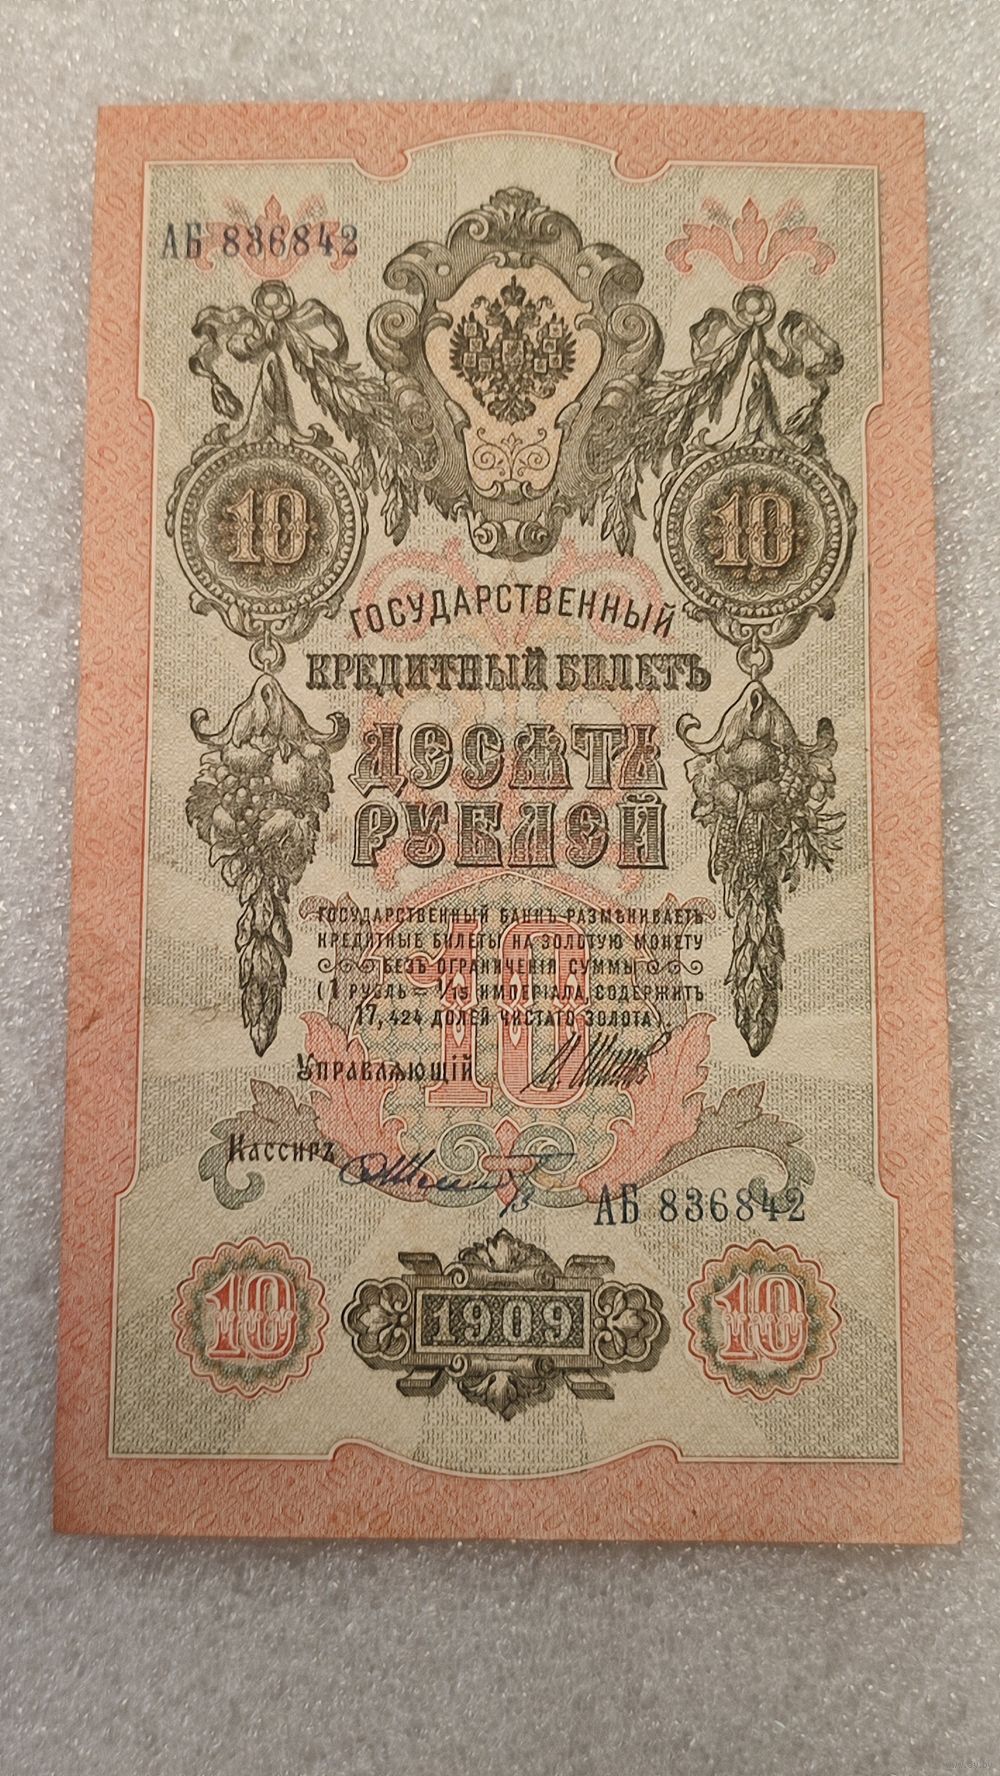 АБ 836842
10 10
ГОСУДАРСТВЕННЫЙ
КРЕДИТНЫЙ БИЛЕТЪ
ДЕСЯТЬ
РУБЛЕЙ
ГОСУДАРСТВЕННЫЙ БАНКЪ РАЗМѢНИВАЕТЪ
КРЕДИТНЫЕ БИЛЕТЫ НА ЗОЛОТУЮ МОНЕТУ
БЕЗЪ ОГРАНИЧЕНІЯ СУММЫ
(1 РУБЛЬ = 1/15 ИМПЕРІАЛА, СОДЕРЖИТЪ
17,424 ДОЛЕЙ ЧИСТАГО ЗОЛОТА).
10
УПРАВЛЯЮЩІЙ
КАССИРЪ
АБ 836842
10 1909 10